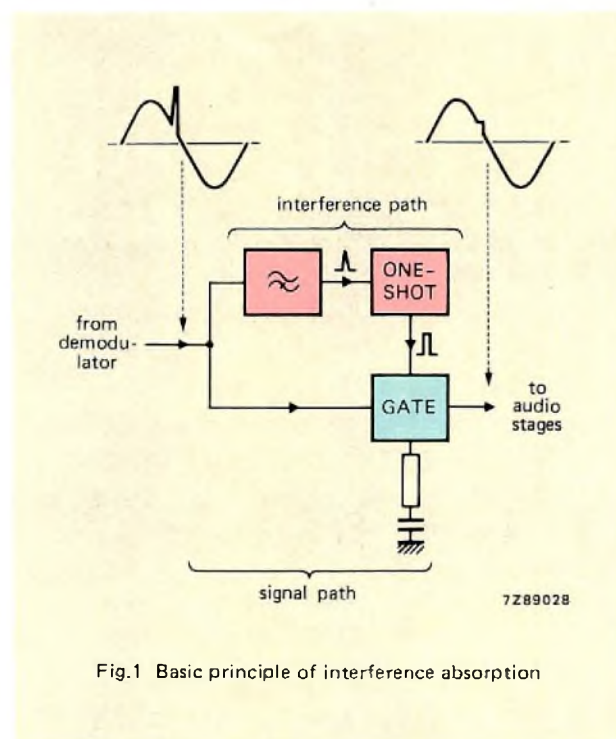 interference path
ONE-
SHOT
from
demodu-
lator
GATE
to
audio
stages
signal path
7Z89028
Fig.1 Basic principle of interference absorption